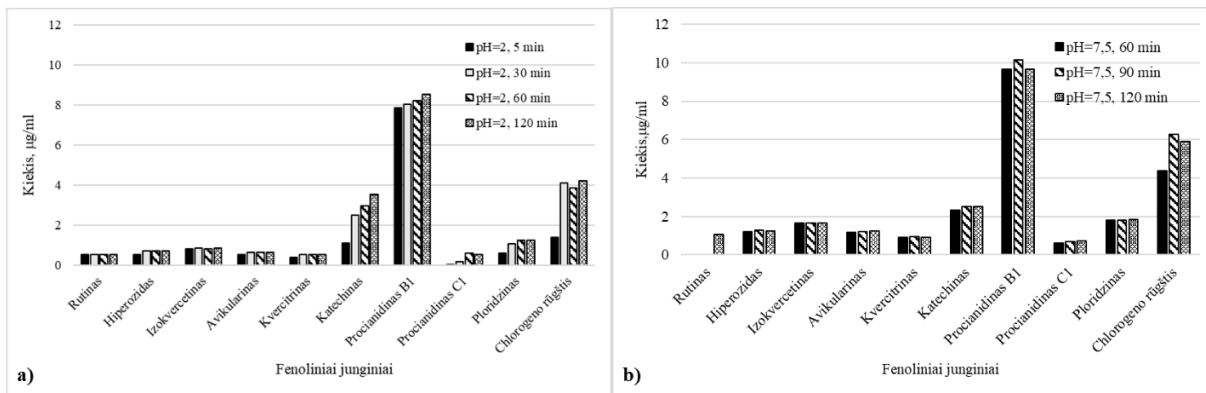 12
10
8
6
4
2
0
Kiekis, µg/ml
pH=2, 5 min
pH=2, 30 min
pH=2, 60 min
pH=2, 120 min
Rutinas
Hiperozidas
Izokvercetinas
Avikularinas
Kvercitrinas
Katechinas
Procianidinas B1
Procianidinas C1
Ploridzinas
Chlorogeno rūgštis
Fenoliniai junginiai
a)
12
10
8
6
4
2
0
Kiekis,µg/ml
pH=7,5, 60 min
pH=7,5, 90 min
pH=7,5, 120 min
Rutinas
Hiperozidas
Izokvercetinas
Avikularinas
Kvercitrinas
Katechinas
Procianidinas B1
Procianidinas C1
Ploridzinas
Chlorogeno rūgštis
Fenoliniai junginiai
b)